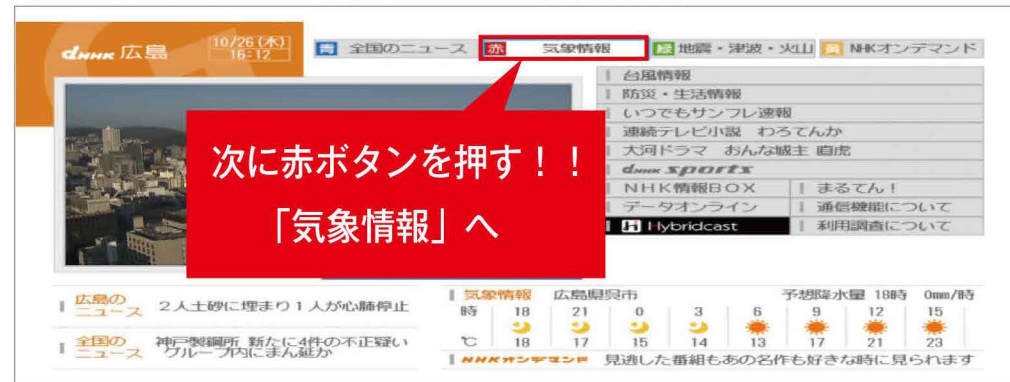 dNHK 広島
10/26(木)
16:12
青 全国のニュース 赤 気象情報 緑 地震・津波・火山 黄 NHKオンデマンド
台風情報
防災・生活情報
いつでもサンフレ速報
連続テレビ小説 わろてんか
大河ドラマ おんな城主 直虎
dNHK sports
NHK情報BOX まるてん!
データオンライン 通信機能について
Hybridcast 利用調査について
次に赤ボタンを押す!!
「気象情報」へ
広島のニュース 2人土砂に埋まり1人が心肺停止
全国のニュース 神戸製鋼所 新たに4件の不正疑い
グループ内にまん延か
気象情報 広島県呉市 予想降水量 18時 0mm/時
時 18 21 0 3 6 9 12 15
℃ 18 17 15 14 13 17 21 23
NHKオンデマンド 見逃した番組もあの名作も好きな時に見られます